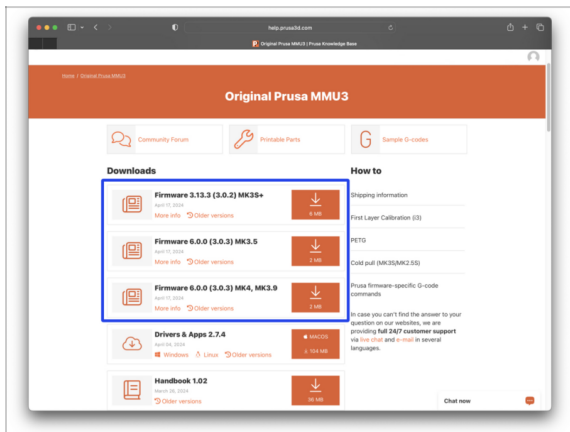 help.prusa3d.com
Original Prusa MMU3 | Prusa Knowledge Base
Home / Original Prusa MMU3
Original Prusa MMU3
Community Forum
Printable Parts
G
Sample G-codes
Downloads
Firmware 3.13.3 (3.0.2) MK3S+
April 17, 2024
More info Older versions
6 MB
Firmware 6.0.0 (3.0.3) MK3.5
April 17, 2024
More info Older versions
2 MB
Firmware 6.0.0 (3.0.3) MK4, MK3.9
April 17, 2024
More info Older versions
2 MB
Drivers & Apps 2.7.4
April 04, 2024
Windows Linux Older versions
MACOS
104 MB
Handbook 1.02
March 26, 2024
Older versions
36 MB
How to
Shipping information
First Layer Calibration (i3)
PETG
Cold pull (MK3S/MK2.5S)
Prusa firmware-specific G-code
commands
In case you can't find the answer to your
question on our websites, we are
providing full 24/7 customer support
via live chat and e-mail in several
languages.
Chat now